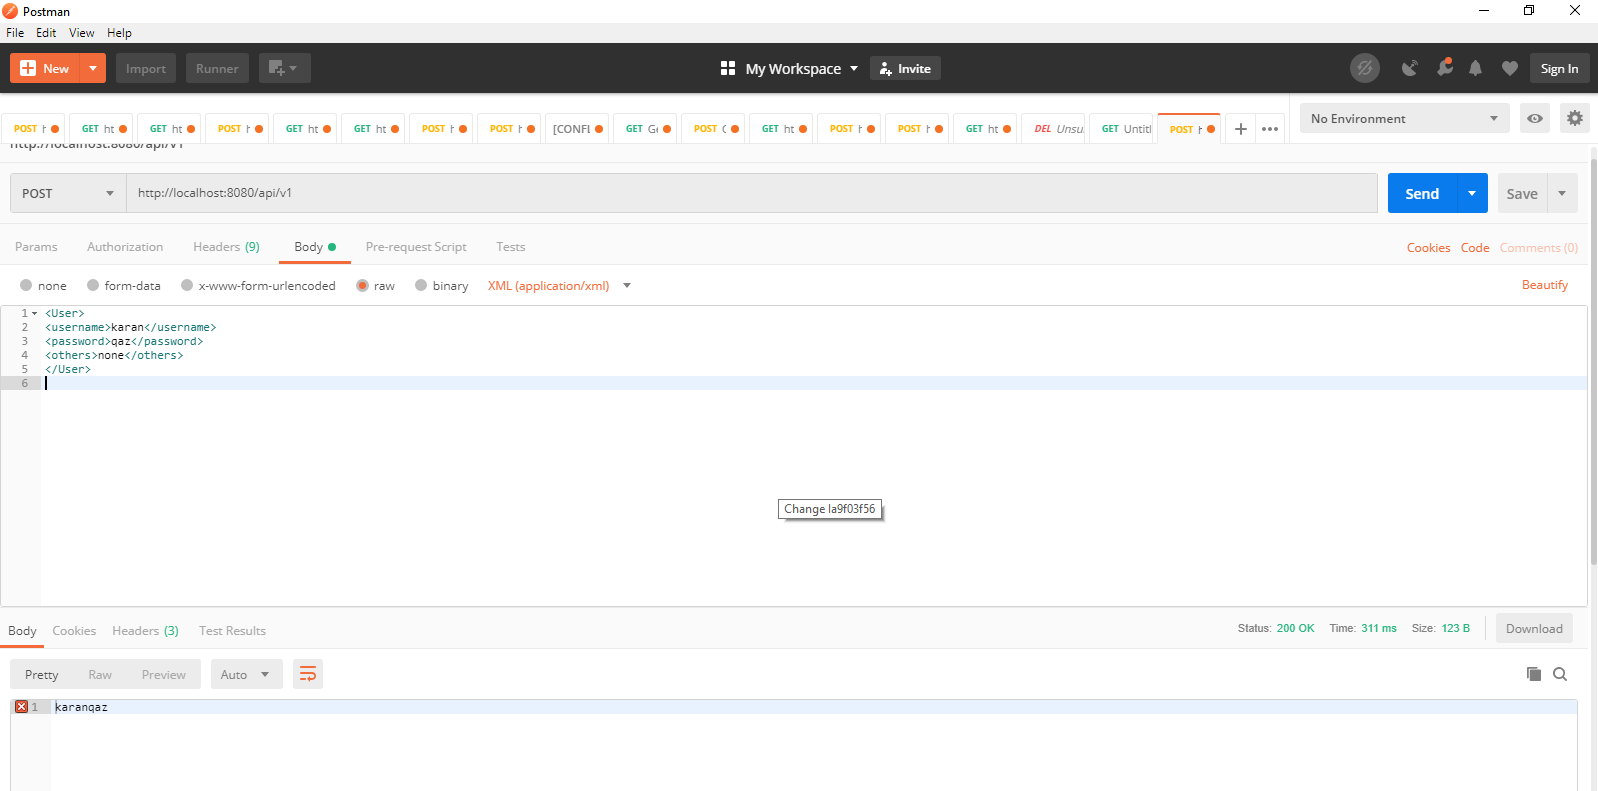 Postman
File Edit View Help
New Import Runner My Workspace Invite Sign In
POST h GET ht GET ht POST h GET ht GET ht POST h POST h [CONFL GET Ge POST C GET ht POST h POST h GET ht DEL Unsu GET Untitl POST h No Environment
http://localhost:8080/api/v1
POST http://localhost:8080/api/v1 Send Save
Params Authorization Headers (9) Body Pre-request Script Tests Cookies Code Comments (0)
none form-data x-www-form-urlencoded raw binary XML (application/xml) Beautify
1 <User>
2 <username>karan</username>
3 <password>qaz</password>
4 <others>none</others>
5 </User>
6
Change Ia9f03f56
Body Cookies Headers (3) Test Results Status: 200 OK Time: 311 ms Size: 123 B Download
Pretty Raw Preview Auto
1 karanqaz